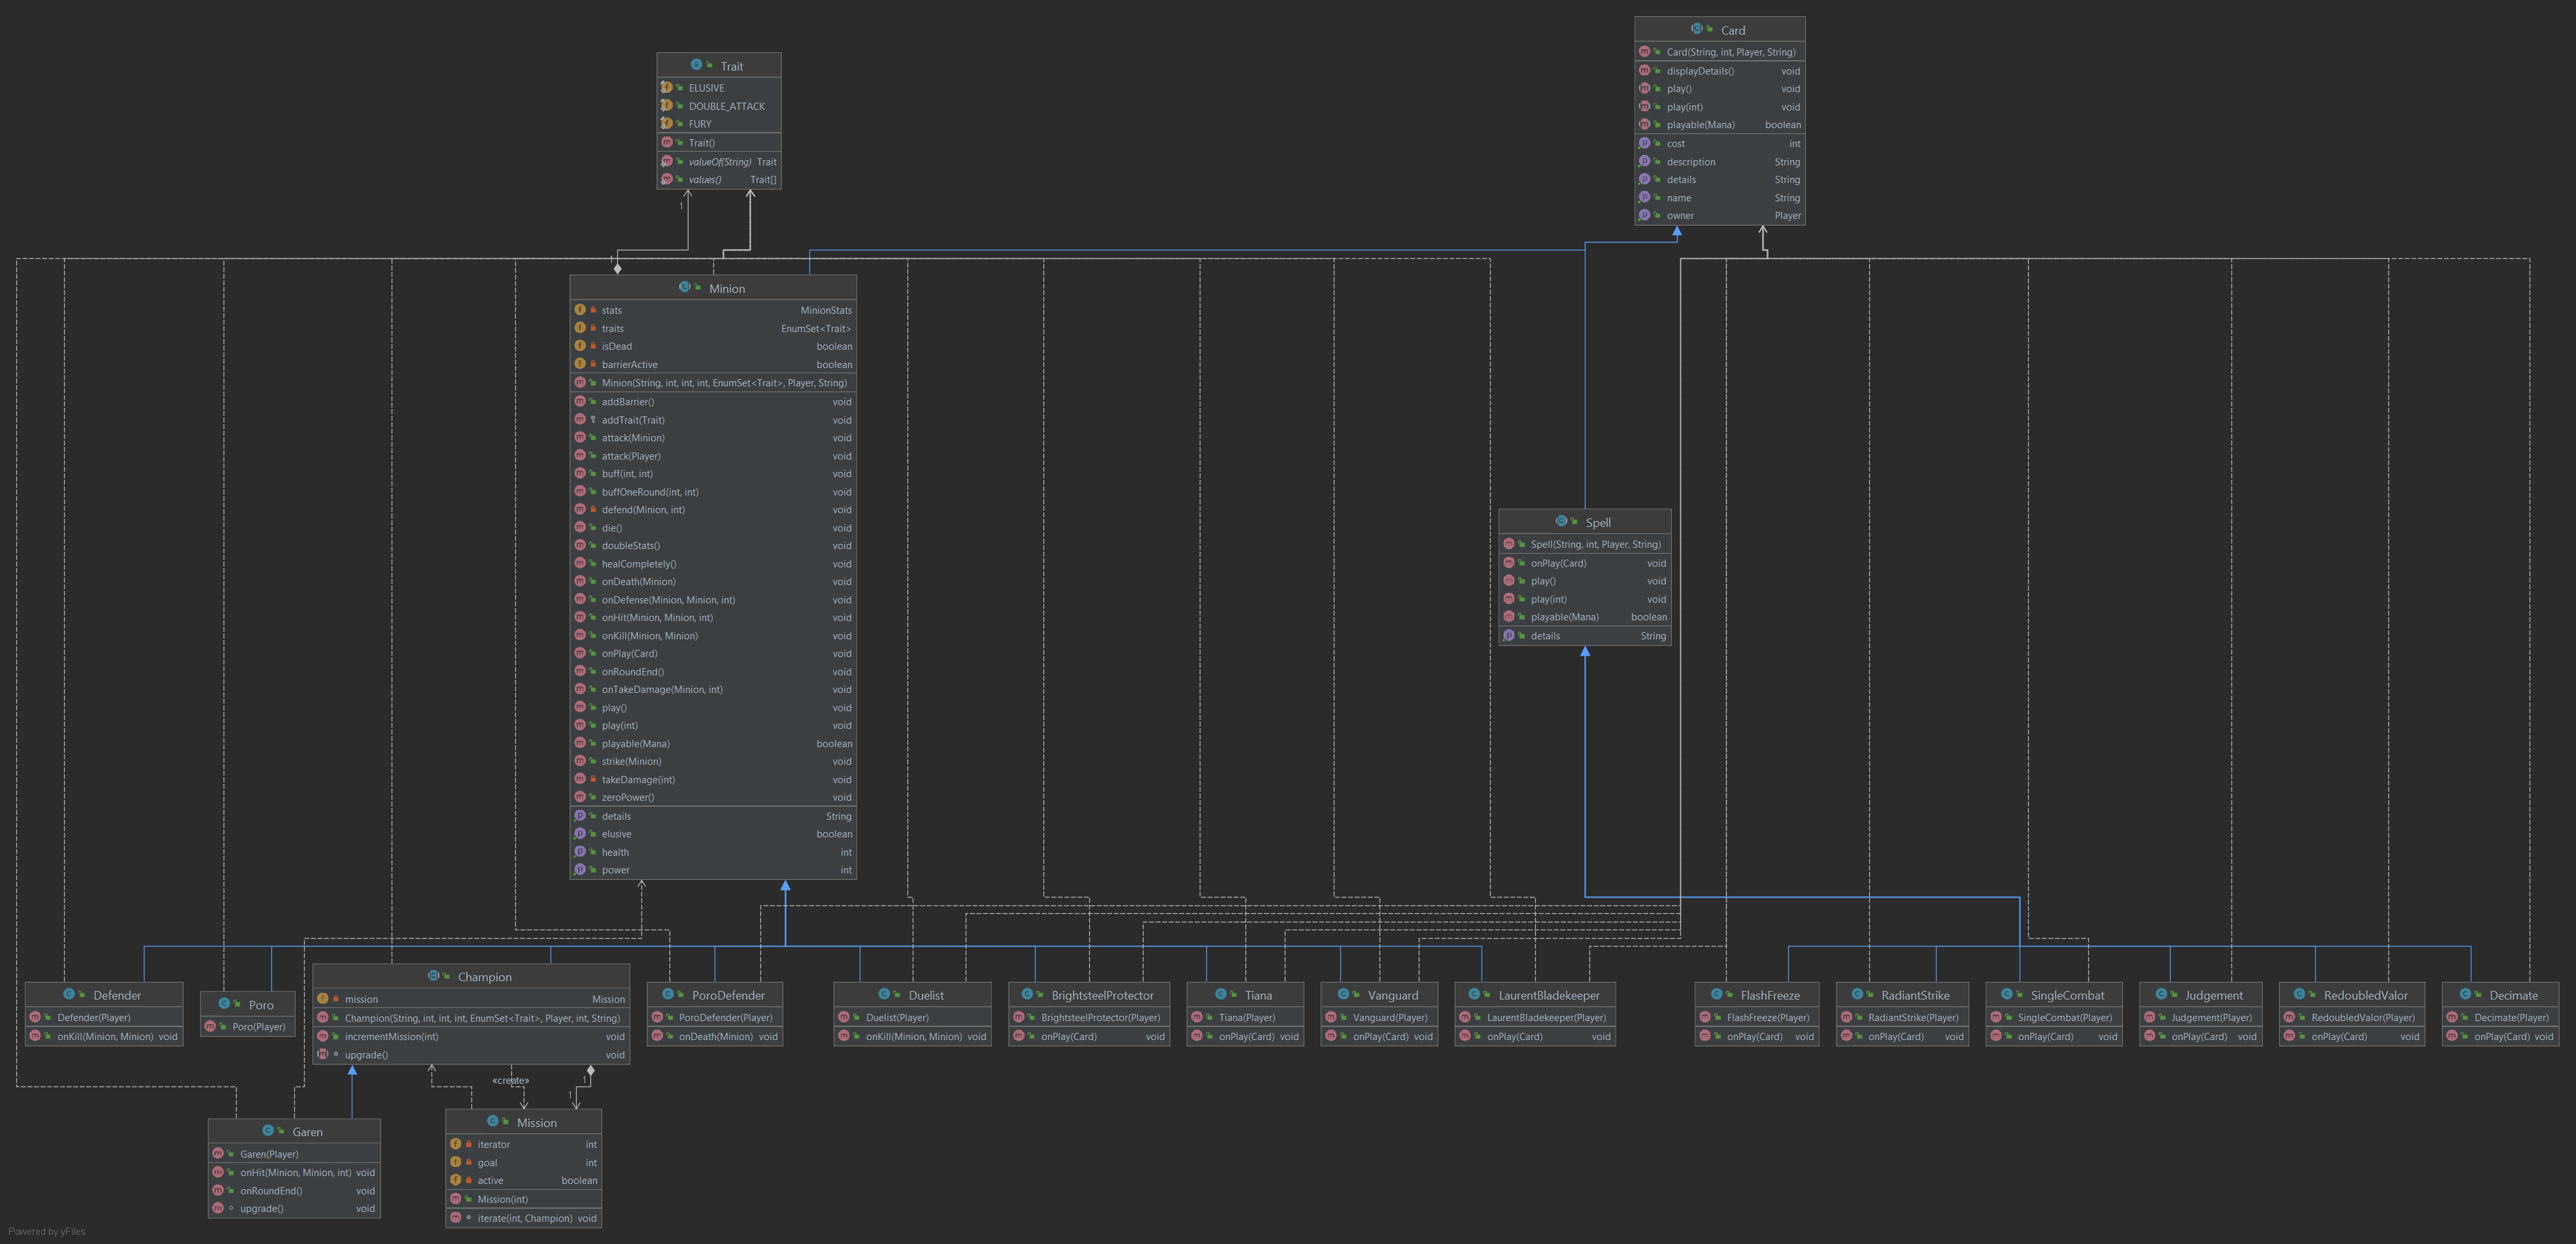 Card
Card(String, int, Player, String)
displayDetails() void
play() void
play(int) void
playable(Mana) boolean
cost int
description String
details String
name String
owner Player
Trait
ELUSIVE
DOUBLE_ATTACK
FURY
Trait()
valueOf(String) Trait
values() Trait[]
1
1
Minion
stats MinionStats
traits EnumSet<Trait>
isDead boolean
barrierActive boolean
Minion(String, int, int, int, EnumSet<Trait>, Player, String)
addBarrier() void
addTrait(Trait) void
attack(Minion) void
attack(Player) void
buff(int, int) void
buffOneRound(int, int) void
defend(Minion, int) void
die() void
doubleStats() void
healCompletely() void
onDeath(Minion) void
onDefense(Minion, Minion, int) void
onHit(Minion, Minion, int) void
onKill(Minion, Minion) void
onPlay(Card) void
onRoundEnd() void
onTakeDamage(Minion, int) void
play() void
play(int) void
playable(Mana) boolean
strike(Minion) void
takeDamage(int) void
zeroPower() void
details String
elusive boolean
health int
power int
Spell
Spell(String, int, Player, String)
onPlay(Card) void
play() void
play(int) void
playable(Mana) boolean
details String
Defender
Defender(Player)
onKill(Minion, Minion) void
Poro
Poro(Player)
Champion
mission Mission
Champion(String, int, int, int, EnumSet<Trait>, Player, int, String)
incrementMission(int) void
upgrade() void
PoroDefender
PoroDefender(Player)
onDeath(Minion) void
Duelist
Duelist(Player)
onKill(Minion, Minion) void
BrightsteelProtector
BrightsteelProtector(Player)
onPlay(Card) void
Tiana
Tiana(Player)
onPlay(Card) void
Vanguard
Vanguard(Player)
onPlay(Card) void
LaurentBladekeeper
LaurentBladekeeper(Player)
onPlay(Card) void
FlashFreeze
FlashFreeze(Player)
onPlay(Card) void
RadiantStrike
RadiantStrike(Player)
onPlay(Card) void
SingleCombat
SingleCombat(Player)
onPlay(Card) void
Judgement
Judgement(Player)
onPlay(Card) void
RedoubledValor
RedoubledValor(Player)
onPlay(Card) void
Decimate
Decimate(Player)
onPlay(Card) void
«create»
1
1
Garen
Garen(Player)
onHit(Minion, Minion, int) void
onRoundEnd() void
upgrade() void
Mission
iterator int
goal int
active boolean
Mission(int)
iterate(int, Champion) void
Powered by yFiles